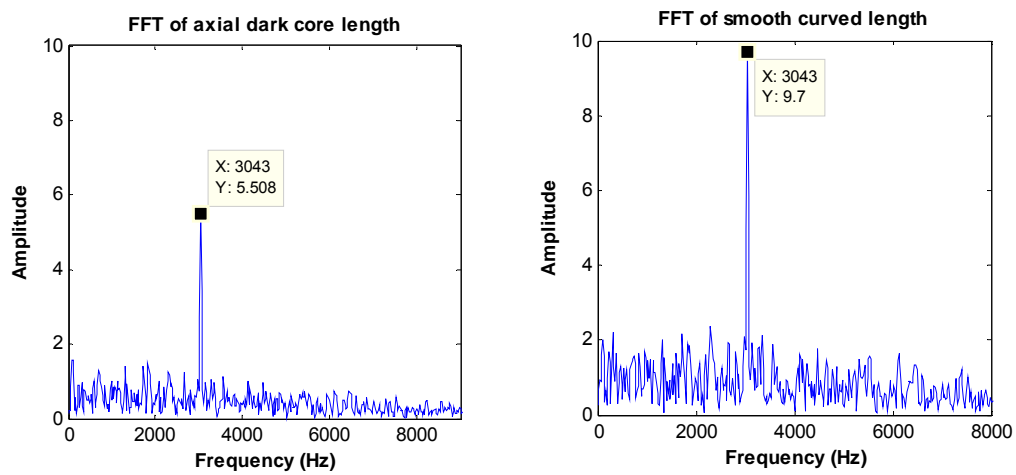 FFT of axial dark core length
10
8
6
4
2
0
X: 3043
Y: 5.508
Amplitude
0 2000 4000 6000 8000
Frequency (Hz)
FFT of smooth curved length
10
8
6
4
2
0
X: 3043
Y: 9.7
Amplitude
0 2000 4000 6000 8000
Frequency (Hz)